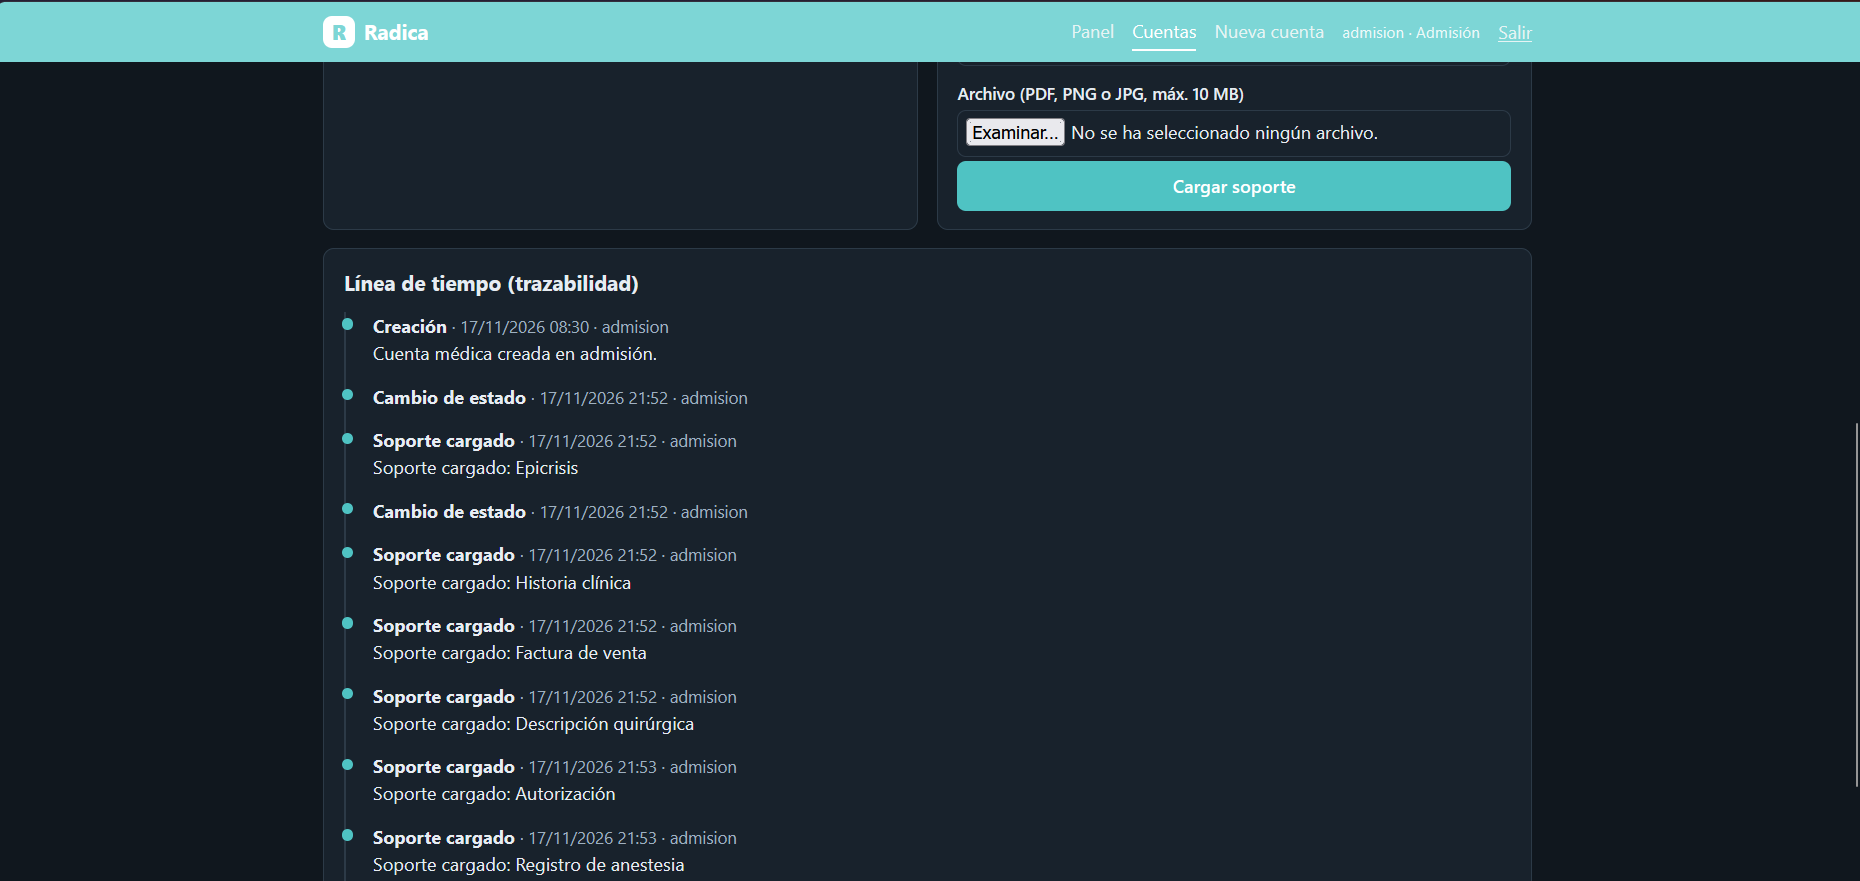 R Radica
Panel Cuentas Nueva cuenta admision · Admisión Salir
Archivo (PDF, PNG o JPG, máx. 10 MB)
Examinar... No se ha seleccionado ningún archivo.
Cargar soporte
Línea de tiempo (trazabilidad)
Creación · 17/11/2026 08:30 · admision
Cuenta médica creada en admisión.
Cambio de estado · 17/11/2026 21:52 · admision
Soporte cargado · 17/11/2026 21:52 · admision
Soporte cargado: Epicrisis
Cambio de estado · 17/11/2026 21:52 · admision
Soporte cargado · 17/11/2026 21:52 · admision
Soporte cargado: Historia clínica
Soporte cargado · 17/11/2026 21:52 · admision
Soporte cargado: Factura de venta
Soporte cargado · 17/11/2026 21:52 · admision
Soporte cargado: Descripción quirúrgica
Soporte cargado · 17/11/2026 21:53 · admision
Soporte cargado: Autorización
Soporte cargado · 17/11/2026 21:53 · admision
Soporte cargado: Registro de anestesia